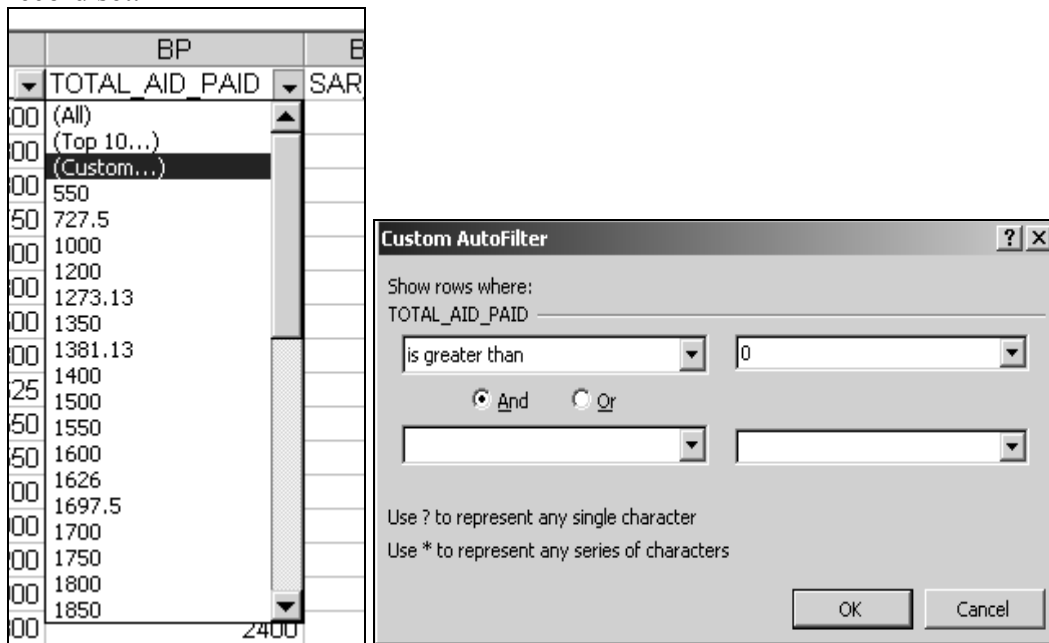 BP
TOTAL_AID_PAID SAR
(All)
(Top 10...)
(Custom...)
550
727.5
1000
1200
1273.13
1350
1381.13
1400
1500
1550
1600
1626
1697.5
1700
1750
1800
1850
2400
Custom AutoFilter
Show rows where:
TOTAL_AID_PAID
is greater than 0
And Or
Use ? to represent any single character
Use * to represent any series of characters
OK Cancel